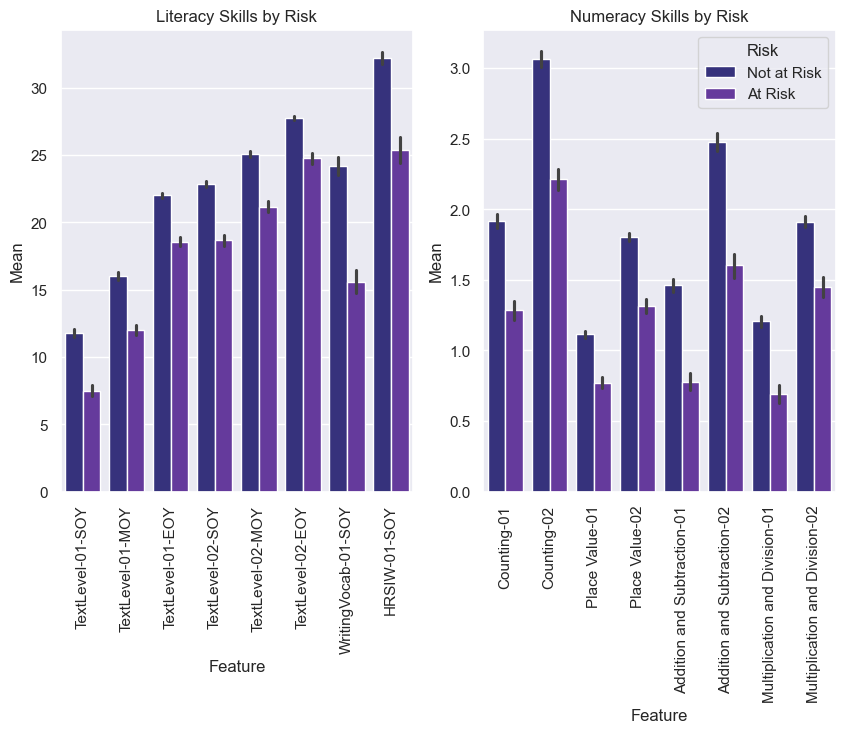 Literacy Skills by Risk
Mean
30
25
20
15
10
5
0
TextLevel-01-SOY
TextLevel-01-MOY
TextLevel-01-EOY
TextLevel-02-SOY
TextLevel-02-MOY
TextLevel-02-EOY
WritingVocab-01-SOY
HRSIW-01-SOY
Feature
Numeracy Skills by Risk
Risk
Not at Risk
At Risk
Mean
3.0
2.5
2.0
1.5
1.0
0.5
0.0
Counting-01
Counting-02
Place Value-01
Place Value-02
Addition and Subtraction-01
Addition and Subtraction-02
Multiplication and Division-01
Multiplication and Division-02
Feature